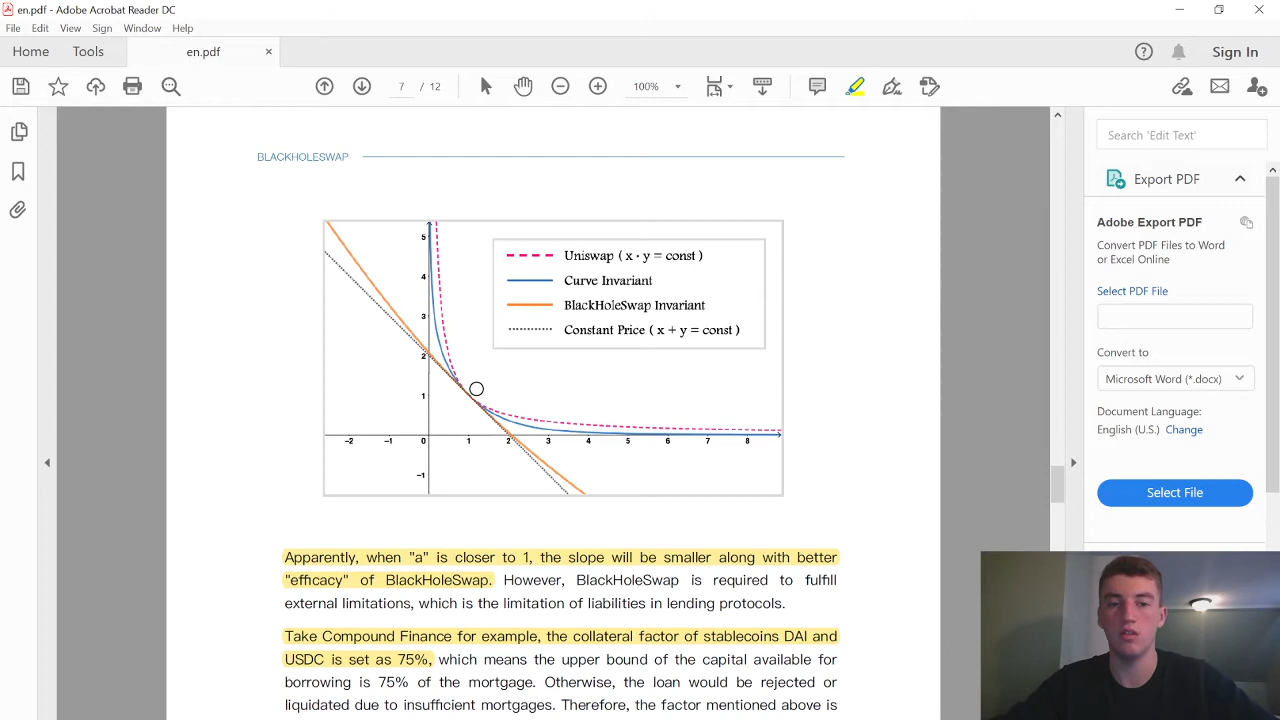 en.pdf - Adobe Acrobat Reader DC
File Edit View Sign Window Help
Home Tools en.pdf × Sign In
7 / 12 100%
BLACKHOLESWAP
Uniswap ( x · y = const )
Curve Invariant
BlackHoleSwap Invariant
Constant Price ( x + y = const )
5
4
3
2
1
-2 -1 0 1 2 3 4 5 6 7 8
-1
Apparently, when "a" is closer to 1, the slope will be smaller along with better
"efficacy" of BlackHoleSwap. However, BlackHoleSwap is required to fulfill
external limitations, which is the limitation of liabilities in lending protocols.
Take Compound Finance for example, the collateral factor of stablecoins DAI and
USDC is set as 75%, which means the upper bound of the capital available for
borrowing is 75% of the mortgage. Otherwise, the loan would be rejected or
liquidated due to insufficient mortgages. Therefore, the factor mentioned above is
Search 'Edit Text'
Export PDF
Adobe Export PDF
Convert PDF Files to Word
or Excel Online
Select PDF File
Convert to
Microsoft Word (*.docx)
Document Language:
English (U.S.) Change
Select File